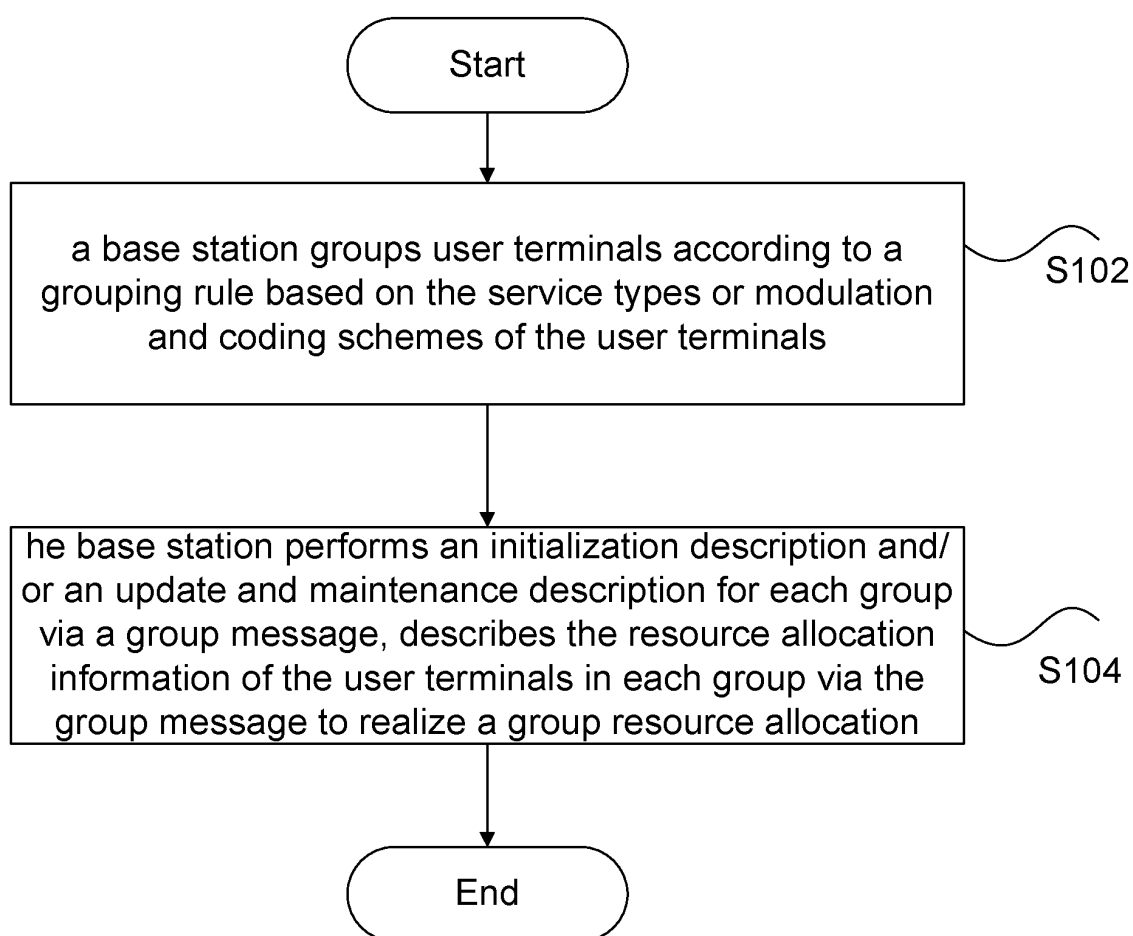 Start
a base station groups user terminals according to a
grouping rule based on the service types or modulation
and coding schemes of the user terminals
S102
he base station performs an initialization description and/
or an update and maintenance description for each group
via a group message, describes the resource allocation
information of the user terminals in each group via the
group message to realize a group resource allocation
S104
End